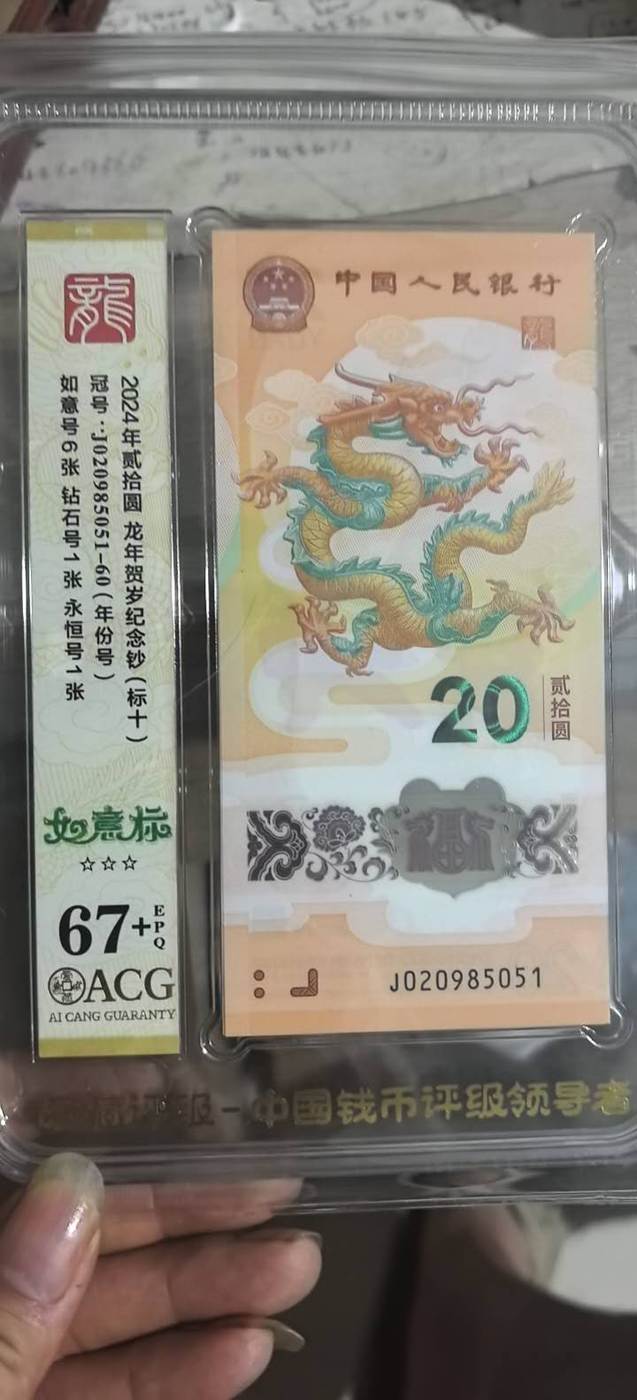 龍
2024年贰拾圆 龙年贺岁纪念钞(标十)
冠号:J020985051-60(年份号)
如意号6张 钻石号1张 永恒号1张
如意标
☆☆☆
67+
EPQ
ACG
AI CANG GUARANTY
中国人民银行
20
贰拾圆
J020985051
评级-中国钱币评级领导者